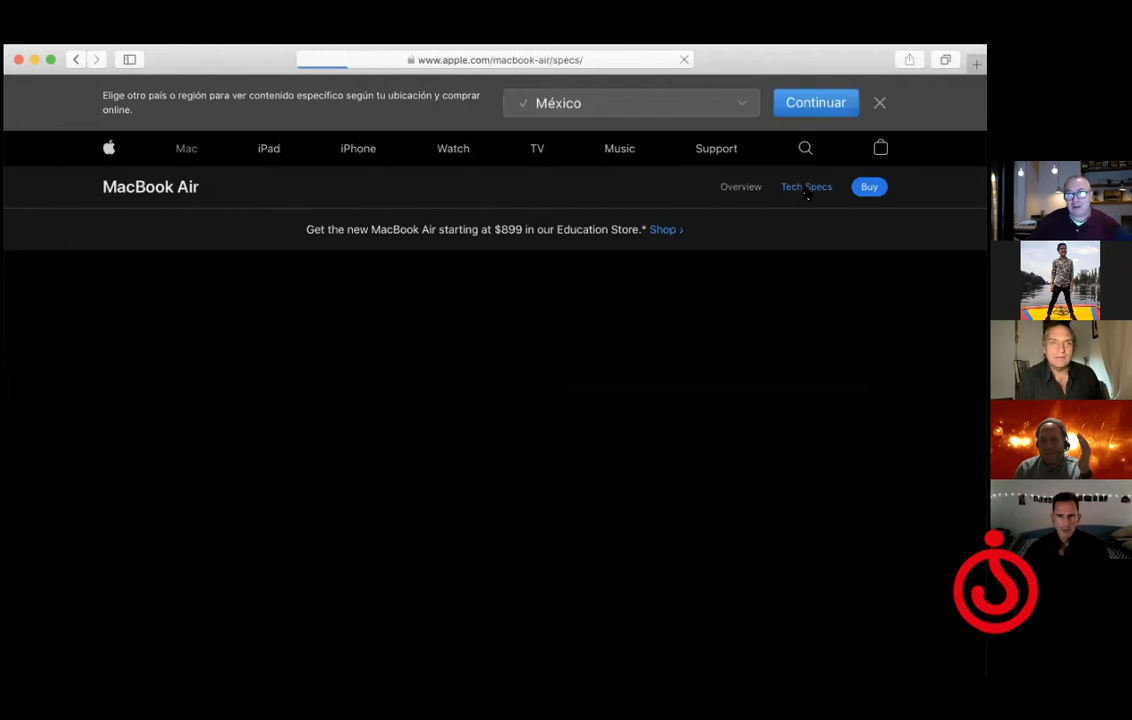 www.apple.com/macbook-air/specs/
Elige otro país o región para ver contenido específico según tu ubicación y comprar
online.
México
Continuar
Mac
iPad
iPhone
Watch
TV
Music
Support
MacBook Air
Overview
Tech Specs
Buy
Get the new MacBook Air starting at $899 in our Education Store.* Shop ›